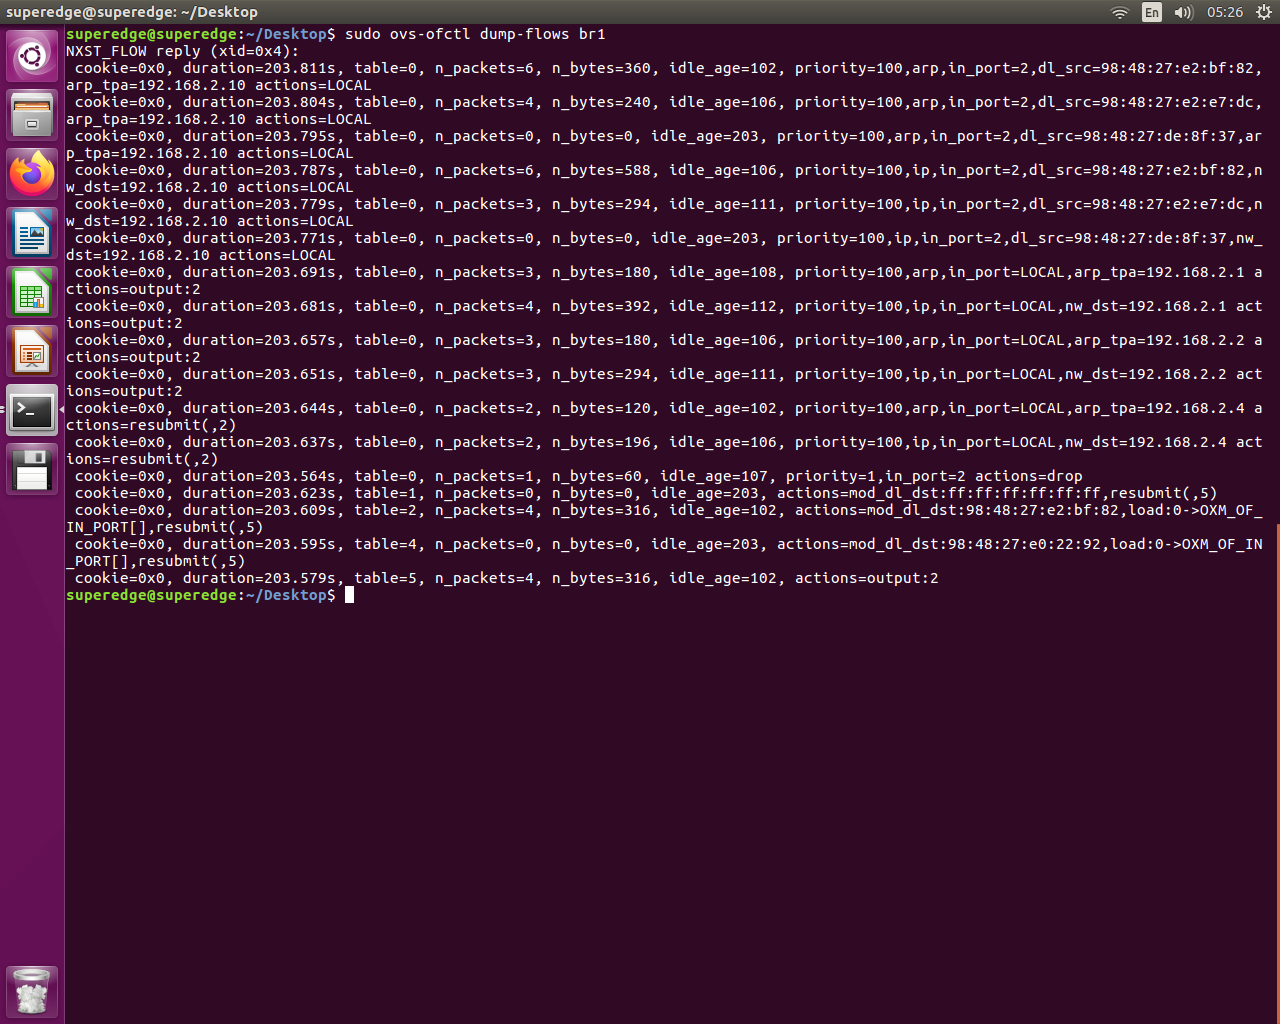 superedge@superedge: ~/Desktop
En
05:26
superedge@superedge:~/Desktop$ sudo ovs-ofctl dump-flows br1
NXST_FLOW reply (xid=0x4):
 cookie=0x0, duration=203.811s, table=0, n_packets=6, n_bytes=360, idle_age=102, priority=100,arp,in_port=2,dl_src=98:48:27:e2:bf:82,
arp_tpa=192.168.2.10 actions=LOCAL
 cookie=0x0, duration=203.804s, table=0, n_packets=4, n_bytes=240, idle_age=106, priority=100,arp,in_port=2,dl_src=98:48:27:e2:e7:dc,
arp_tpa=192.168.2.10 actions=LOCAL
 cookie=0x0, duration=203.795s, table=0, n_packets=0, n_bytes=0, idle_age=203, priority=100,arp,in_port=2,dl_src=98:48:27:de:8f:37,ar
p_tpa=192.168.2.10 actions=LOCAL
 cookie=0x0, duration=203.787s, table=0, n_packets=6, n_bytes=588, idle_age=106, priority=100,ip,in_port=2,dl_src=98:48:27:e2:bf:82,n
w_dst=192.168.2.10 actions=LOCAL
 cookie=0x0, duration=203.779s, table=0, n_packets=3, n_bytes=294, idle_age=111, priority=100,ip,in_port=2,dl_src=98:48:27:e2:e7:dc,n
w_dst=192.168.2.10 actions=LOCAL
 cookie=0x0, duration=203.771s, table=0, n_packets=0, n_bytes=0, idle_age=203, priority=100,ip,in_port=2,dl_src=98:48:27:de:8f:37,nw_
dst=192.168.2.10 actions=LOCAL
 cookie=0x0, duration=203.691s, table=0, n_packets=3, n_bytes=180, idle_age=108, priority=100,arp,in_port=LOCAL,arp_tpa=192.168.2.1 a
ctions=output:2
 cookie=0x0, duration=203.681s, table=0, n_packets=4, n_bytes=392, idle_age=112, priority=100,ip,in_port=LOCAL,nw_dst=192.168.2.1 act
ions=output:2
 cookie=0x0, duration=203.657s, table=0, n_packets=3, n_bytes=180, idle_age=106, priority=100,arp,in_port=LOCAL,arp_tpa=192.168.2.2 a
ctions=output:2
 cookie=0x0, duration=203.651s, table=0, n_packets=3, n_bytes=294, idle_age=111, priority=100,ip,in_port=LOCAL,nw_dst=192.168.2.2 act
ions=output:2
 cookie=0x0, duration=203.644s, table=0, n_packets=2, n_bytes=120, idle_age=102, priority=100,arp,in_port=LOCAL,arp_tpa=192.168.2.4 a
ctions=resubmit(,2)
 cookie=0x0, duration=203.637s, table=0, n_packets=2, n_bytes=196, idle_age=106, priority=100,ip,in_port=LOCAL,nw_dst=192.168.2.4 act
ions=resubmit(,2)
 cookie=0x0, duration=203.564s, table=0, n_packets=1, n_bytes=60, idle_age=107, priority=1,in_port=2 actions=drop
 cookie=0x0, duration=203.623s, table=1, n_packets=0, n_bytes=0, idle_age=203, actions=mod_dl_dst:ff:ff:ff:ff:ff:ff,resubmit(,5)
 cookie=0x0, duration=203.609s, table=2, n_packets=4, n_bytes=316, idle_age=102, actions=mod_dl_dst:98:48:27:e2:bf:82,load:0->OXM_OF_
IN_PORT[],resubmit(,5)
 cookie=0x0, duration=203.595s, table=4, n_packets=0, n_bytes=0, idle_age=203, actions=mod_dl_dst:98:48:27:e0:22:92,load:0->OXM_OF_IN
_PORT[],resubmit(,5)
 cookie=0x0, duration=203.579s, table=5, n_packets=4, n_bytes=316, idle_age=102, actions=output:2
superedge@superedge:~/Desktop$